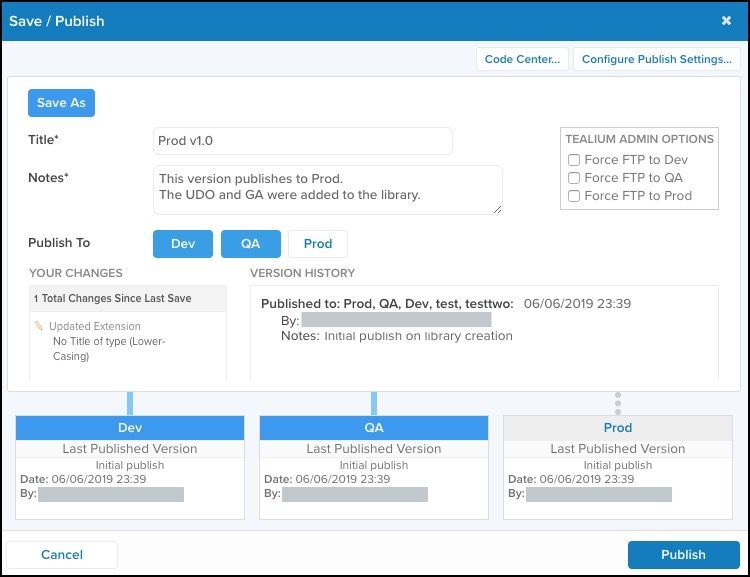 Save / Publish
Code Center...
Configure Publish Settings...
Save As
Title*
Prod v1.0
Notes*
This version publishes to Prod.
The UDO and GA were added to the library.
TEALIUM ADMIN OPTIONS
Force FTP to Dev
Force FTP to QA
Force FTP to Prod
Publish To
Dev
QA
Prod
YOUR CHANGES
1 Total Changes Since Last Save
Updated Extension
No Title of type (Lower-
Casing)
VERSION HISTORY
Published to: Prod, QA, Dev, test, testtwo: 06/06/2019 23:39
By:
Notes: Initial publish on library creation
Dev
Last Published Version
Initial publish
Date: 06/06/2019 23:39
By:
QA
Last Published Version
Initial publish
Date: 06/06/2019 23:39
By:
Prod
Last Published Version
Initial publish
Date: 06/06/2019 23:39
By:
Cancel
Publish